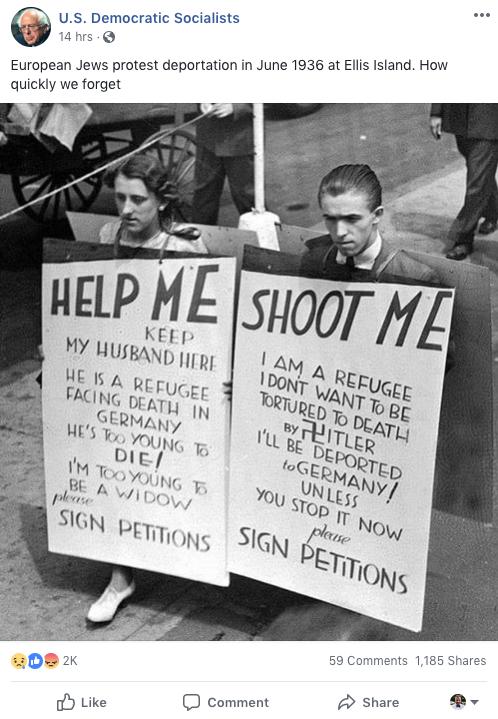 U.S. Democratic Socialists
14 hrs ·
European Jews protest deportation in June 1936 at Ellis Island. How
quickly we forget
HELP ME
KEEP
MY HUSBAND HERE
HE IS A REFUGEE
FACING DEATH IN
GERMANY
HE'S TOO YOUNG TO
DIE!
I'M TOO YOUNG TO
BE A WIDOW
please
SIGN PETITIONS
SHOOT ME
I AM A REFUGEE
I DONT WANT TO BE
TORTURED TO DEATH
BY HITLER
I'LL BE DEPORTED
to GERMANY!
UNLESS
YOU STOP IT NOW
please
SIGN PETITIONS
2K
59 Comments 1,185 Shares
Like
Comment
Share